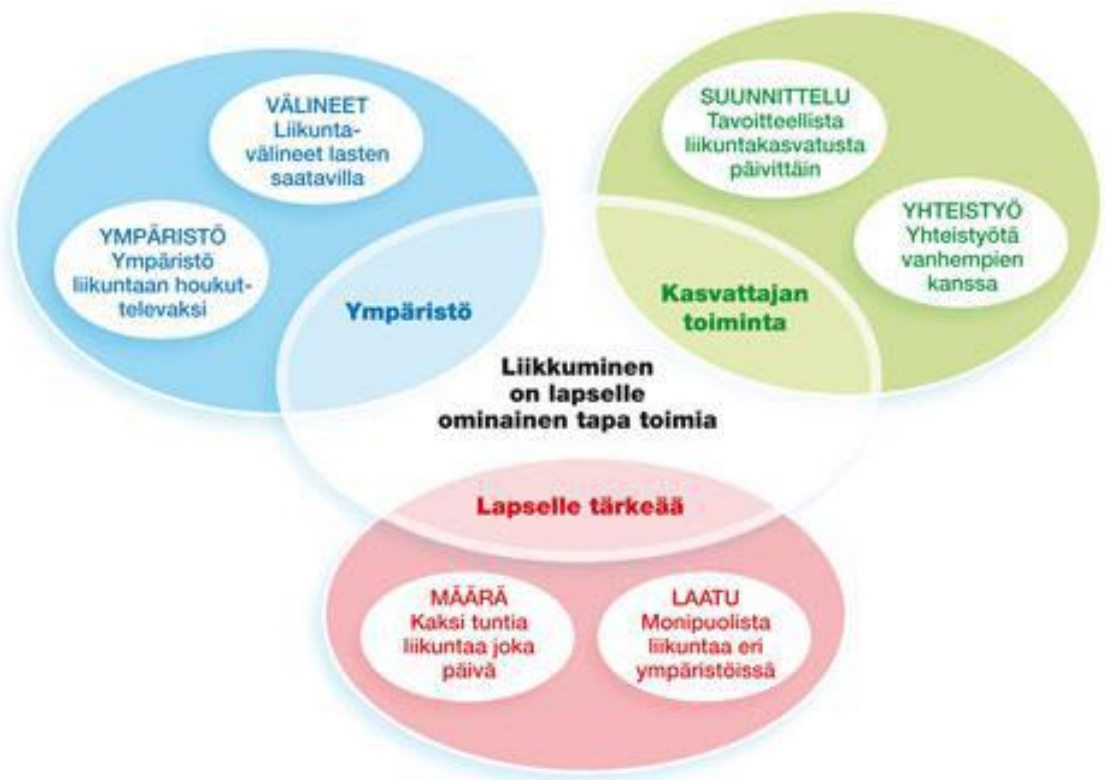 VÄLINEET
Liikunta-
välineet lasten
saatavilla
YMPÄRISTÖ
Ympäristö
liikuntaan houkut-
televaksi
Ympäristö
SUUNNITTELU
Tavoitteellista
liikuntakasvatusta
päivittäin
YHTEISTYÖ
Yhteistyötä
vanhempien
kanssa
Kasvattajan
toiminta
Liikkuminen
on lapselle
ominainen tapa toimia
Lapselle tärkeää
MÄÄRÄ
Kaksi tuntia
liikuntaa joka
päivä
LAATU
Monipuolista
liikuntaa eri
ympäristöissä